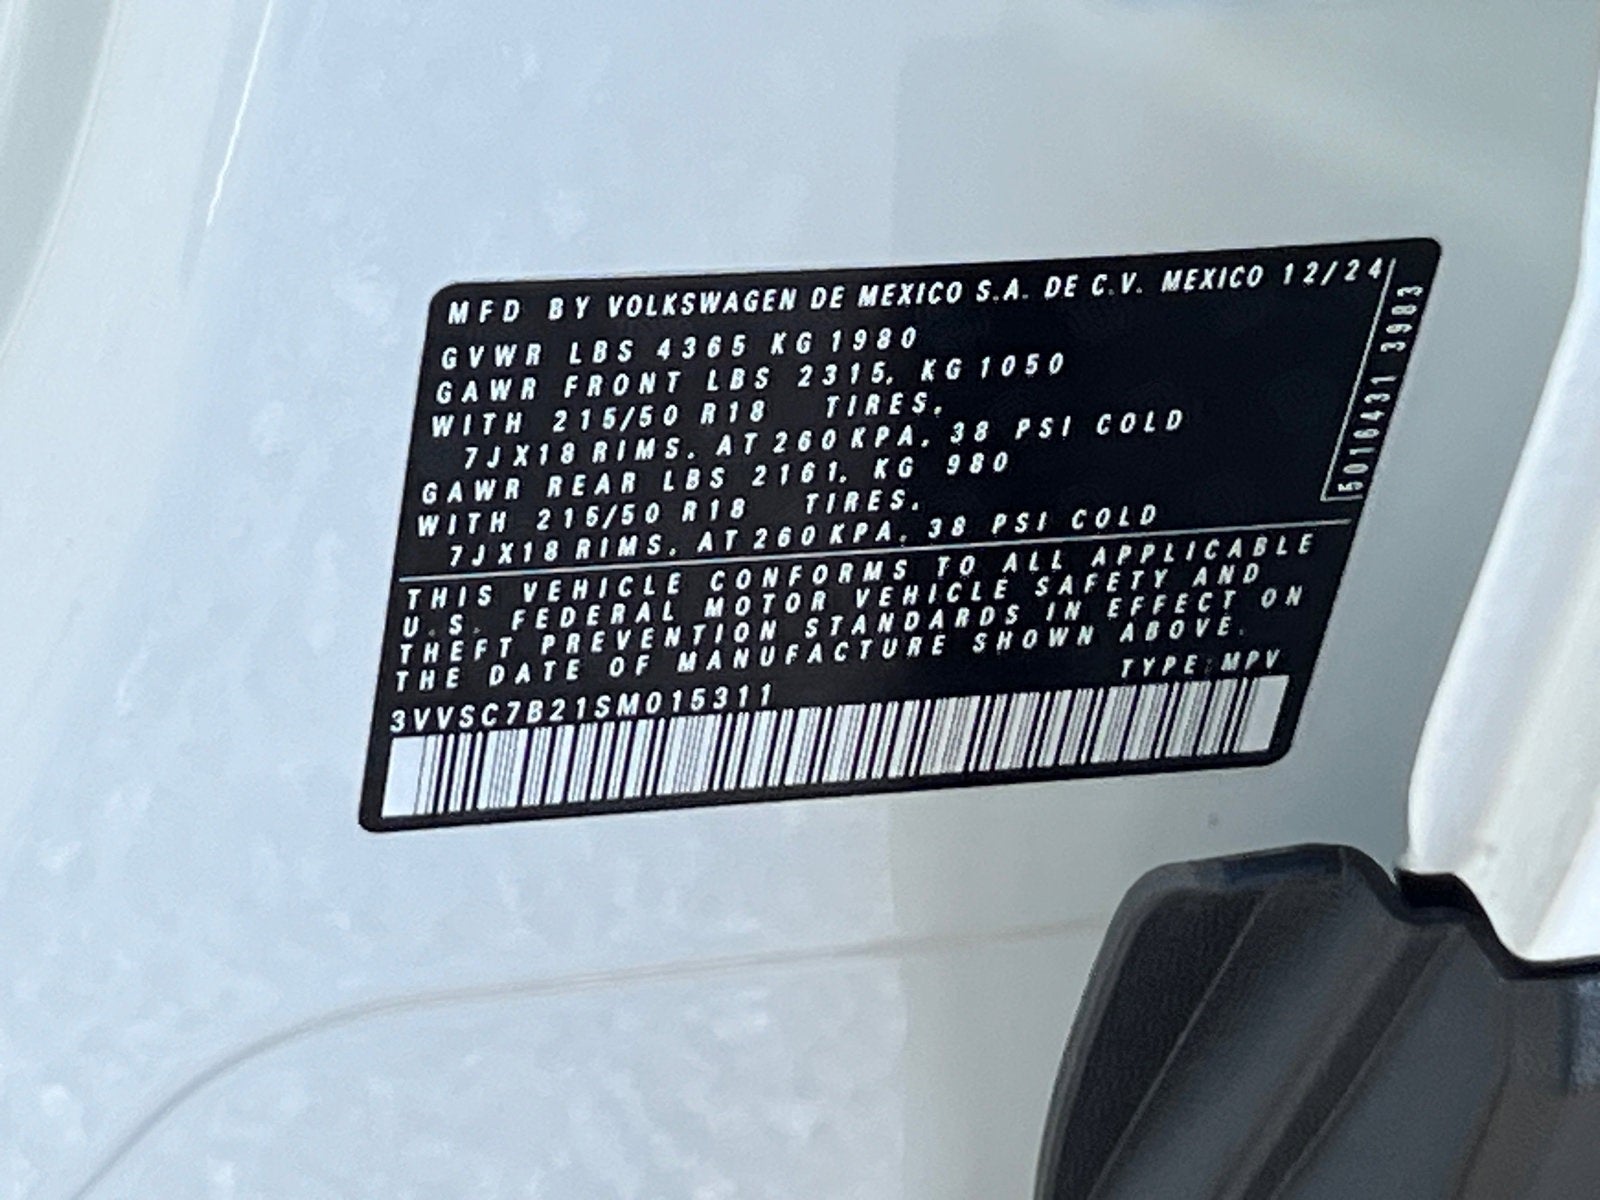 MFD BY VOLKSWAGEN DE MEXICO S.A. DE C.V. MEXICO 12/24
GVWR LBS 4365 KG 1980
GAWR FRONT LBS 2315, KG 1050
WITH 215/50 R18 TIRES,
7JX18 RIMS, AT 260 KPA, 38 PSI COLD
GAWR REAR LBS 2161, KG 980
WITH 215/50 R18 TIRES,
7JX18 RIMS, AT 260 KPA, 38 PSI COLD
5016431 3983
THIS VEHICLE CONFORMS TO ALL APPLICABLE
U.S. FEDERAL MOTOR VEHICLE SAFETY AND
THEFT PREVENTION STANDARDS IN EFFECT ON
THE DATE OF MANUFACTURE SHOWN ABOVE.
3VVSC7B21SM015311 TYPE: MPV